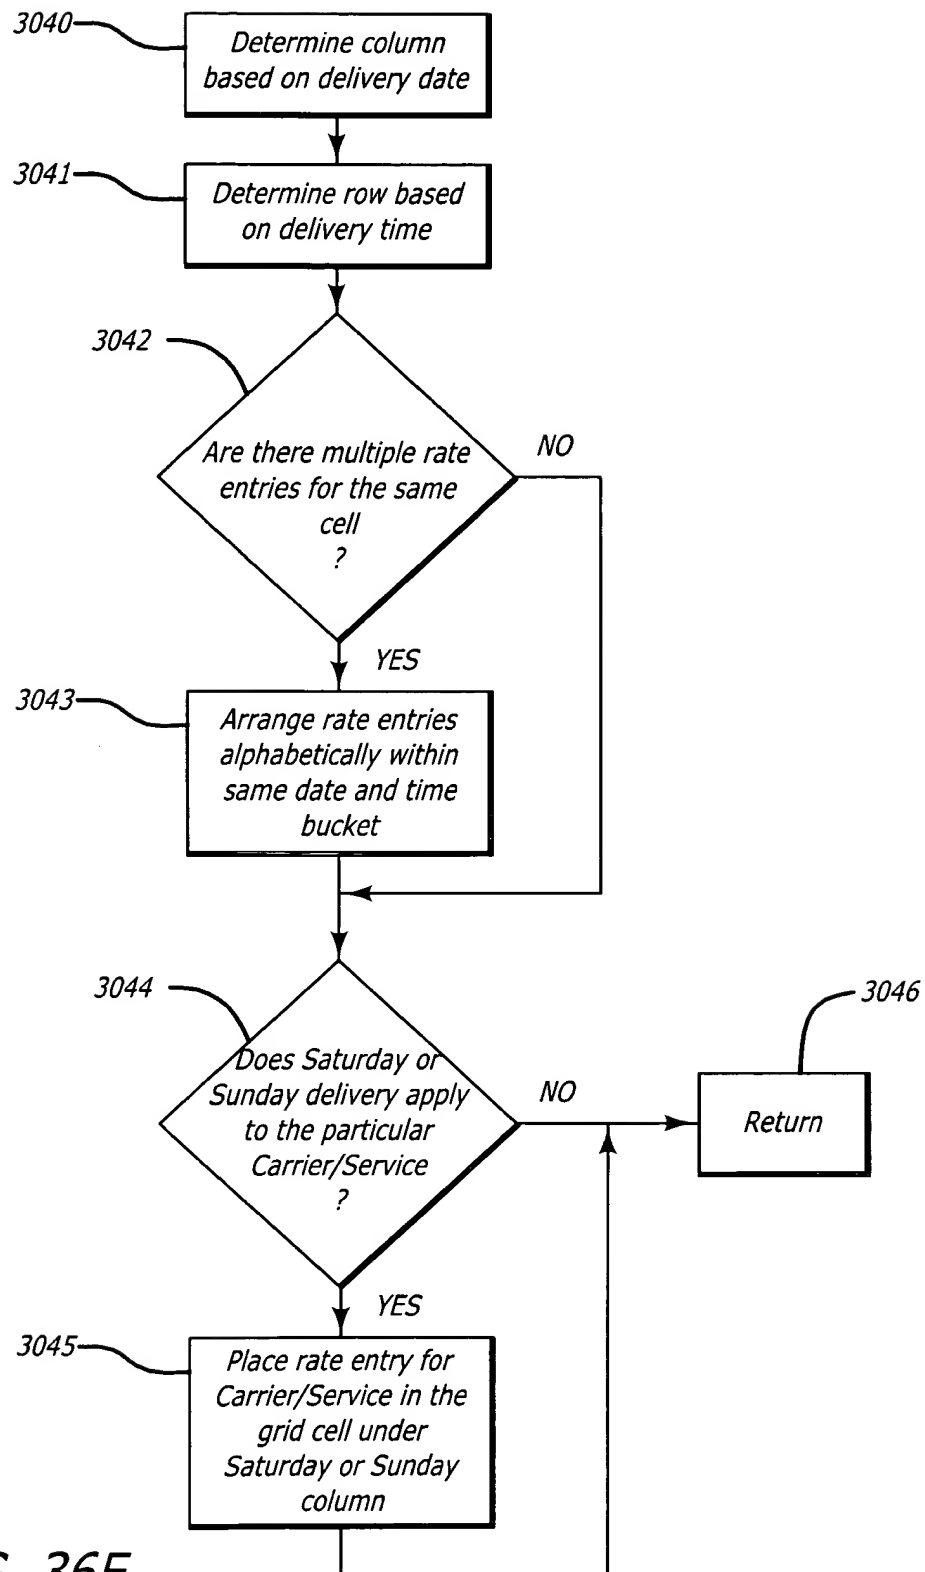 3040
Determine column
based on delivery date
3041
Determine row based
on delivery time
3042
Are there multiple rate
entries for the same
cell
?
NO
YES
3043
Arrange rate entries
alphabetically within
same date and time
bucket
3044
Does Saturday or
Sunday delivery apply
to the particular
Carrier/Service
?
NO
3046
Return
YES
3045
Place rate entry for
Carrier/Service in the
grid cell under
Saturday or Sunday
column